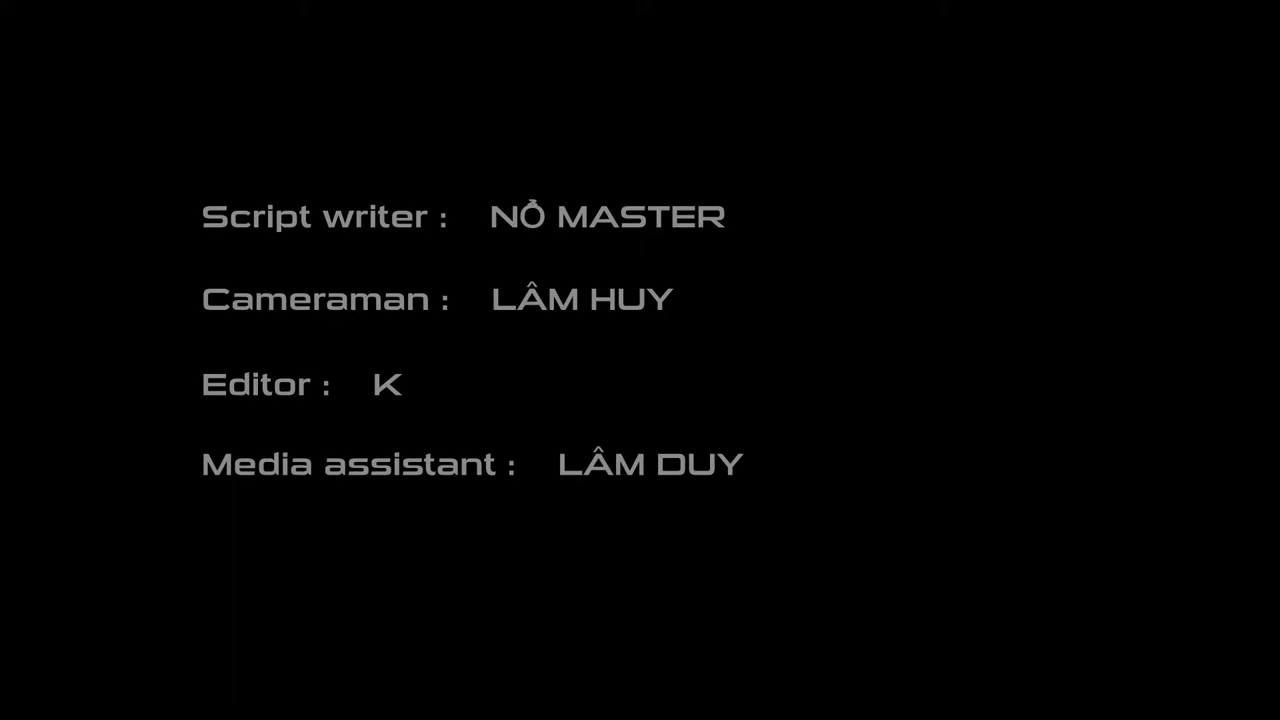 Script writer : NỔ MASTER
Cameraman : LÂM HUY
Editor : K
Media assistant : LÂM DUY